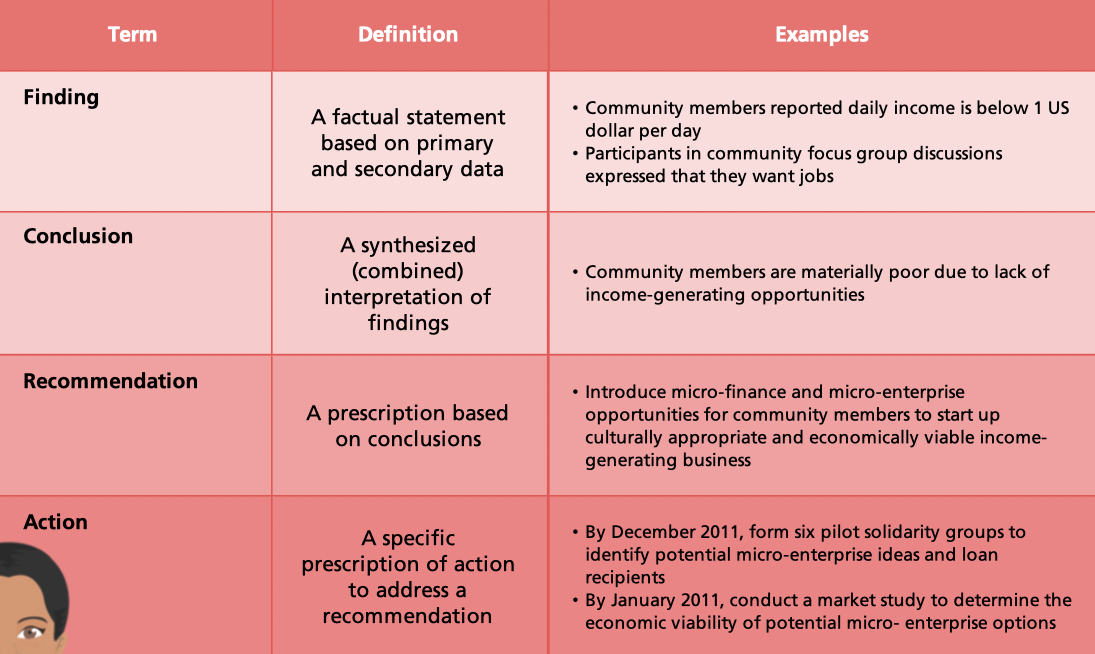 Term
Definition
Examples
Finding
A factual statement
based on primary
and secondary data
• Community members reported daily income is below 1 US
dollar per day
• Participants in community focus group discussions
expressed that they want jobs
Conclusion
A synthesized
(combined)
interpretation of
findings
• Community members are materially poor due to lack of
income-generating opportunities
Recommendation
A prescription based
on conclusions
• Introduce micro-finance and micro-enterprise
opportunities for community members to start up
culturally appropriate and economically viable income-
generating business
Action
A specific
prescription of action
to address a
recommendation
• By December 2011, form six pilot solidarity groups to
identify potential micro-enterprise ideas and loan
recipients
• By January 2011, conduct a market study to determine the
economic viability of potential micro- enterprise options